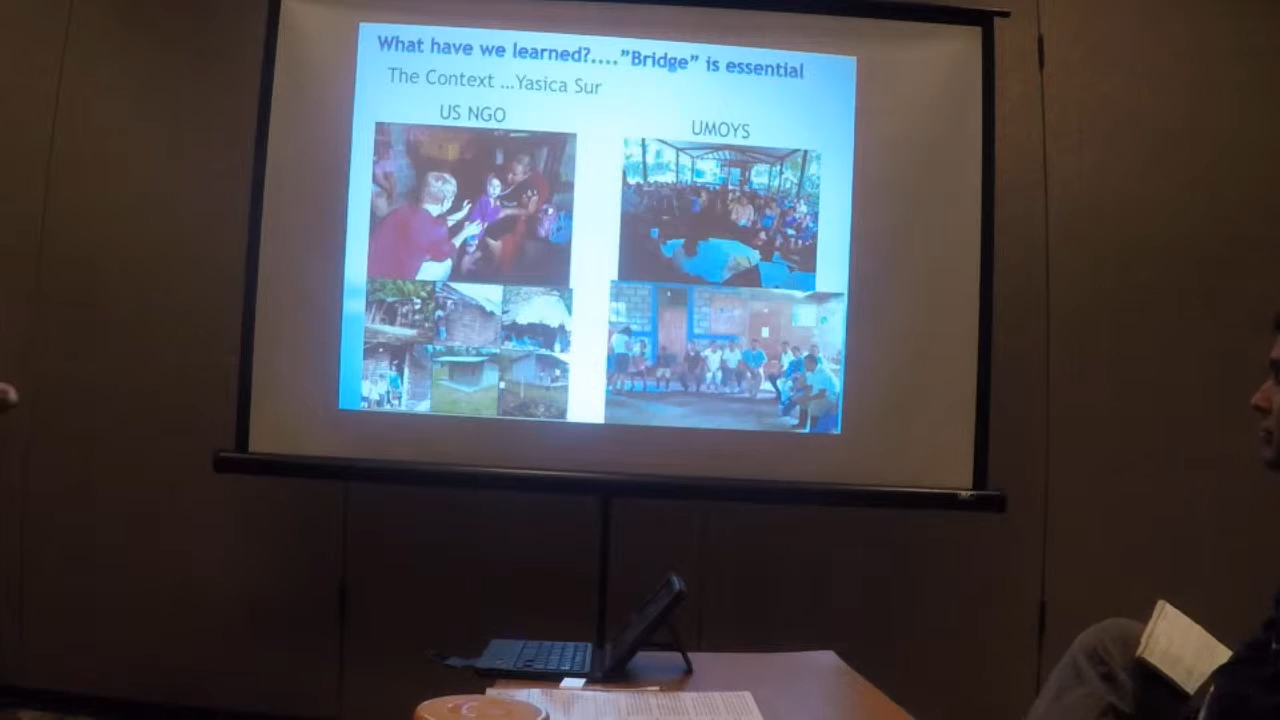 What have we learned?...."Bridge" is essential
The Context ...Yasica Sur
US NGO
UMOYS